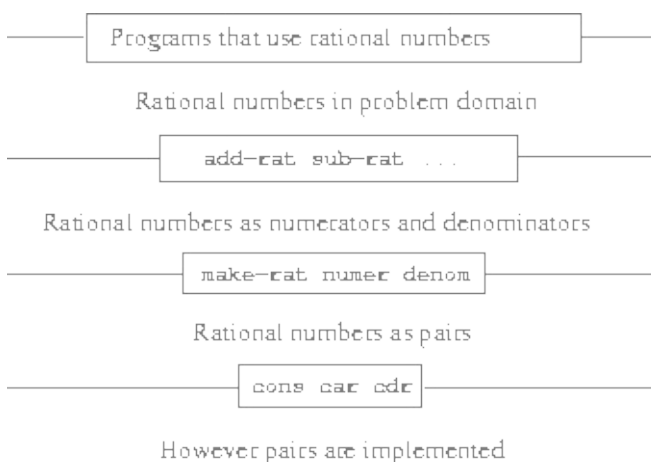 Programs that use rational numbers
Rational numbers in problem domain
add-rat sub-rat ...
Rational numbers as numerators and denominators
make-rat numer denom
Rational numbers as pairs
cons car cdr
However pairs are implemented